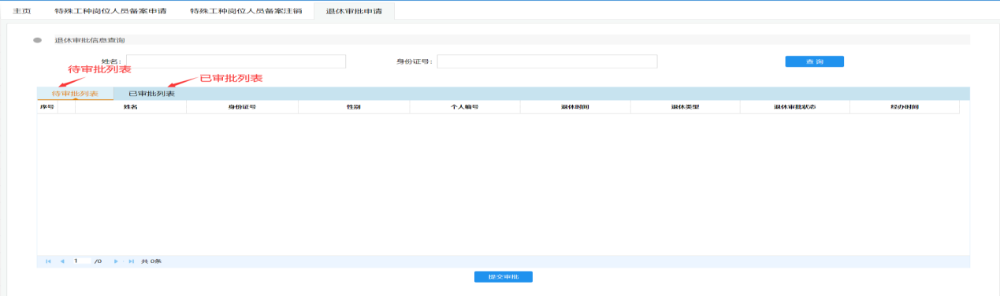 主页 特殊工种岗位人员备案申请 特殊工种岗位人员备案注销 退休审批申请
退休审批信息查询
姓名: 身份证号: 查询
待审批列表 已审批列表
待审批列表 已审批列表
序号 姓名 身份证号 性别 个人编号 退休时间 退休类型 退休审批状态 经办时间
1 /0 共 0条
提交审批